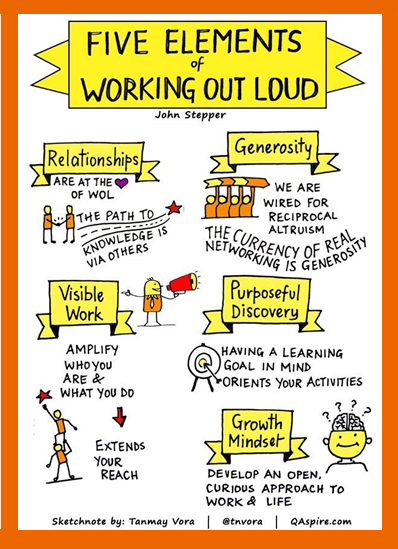 FIVE ELEMENTS
of
WORKING OUT LOUD
John Stepper
Relationships
ARE AT THE
OF WOL
THE PATH TO
KNOWLEDGE IS
VIA OTHERS
Generosity
WE ARE
WIRED FOR
RECIPROCAL
ALTRUISM
THE CURRENCY OF REAL
NETWORKING IS GENEROSITY
Visible
Work
AMPLIFY
WHO YOU
ARE &
WHAT YOU DO
EXTENDS
YOUR
REACH
Purposeful
Discovery
HAVING A LEARNING
GOAL IN MIND
ORIENTS YOUR ACTIVITIES
Growth
Mindset
? ? ? ?
DEVELOP AN OPEN,
CURIOUS APPROACH TO
WORK & LIFE
Sketchnote by: Tanmay Vora | @tnvora | QAspire.com